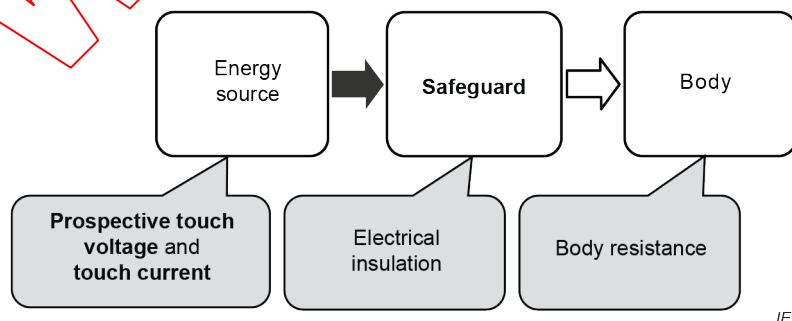 Energy
source
Safeguard
Body
Prospective touch
voltage and
touch current
Electrical
insulation
Body resistance